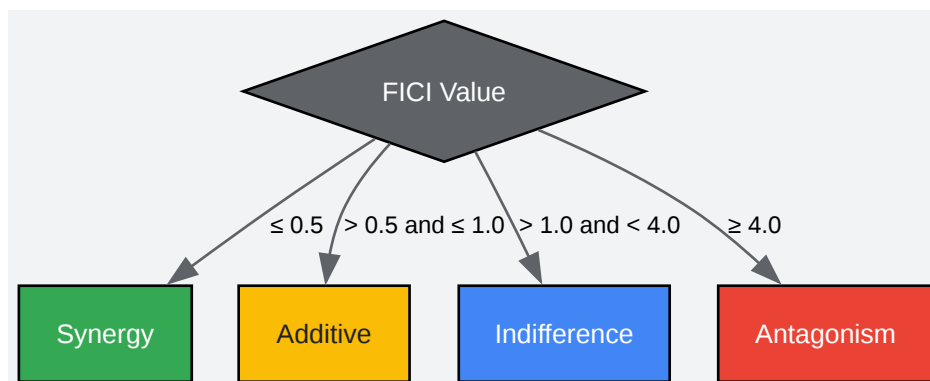 FICI Value
≤ 0.5
> 0.5 and ≤ 1.0
> 1.0 and < 4.0
≥ 4.0
Synergy
Additive
Indifference
Antagonism